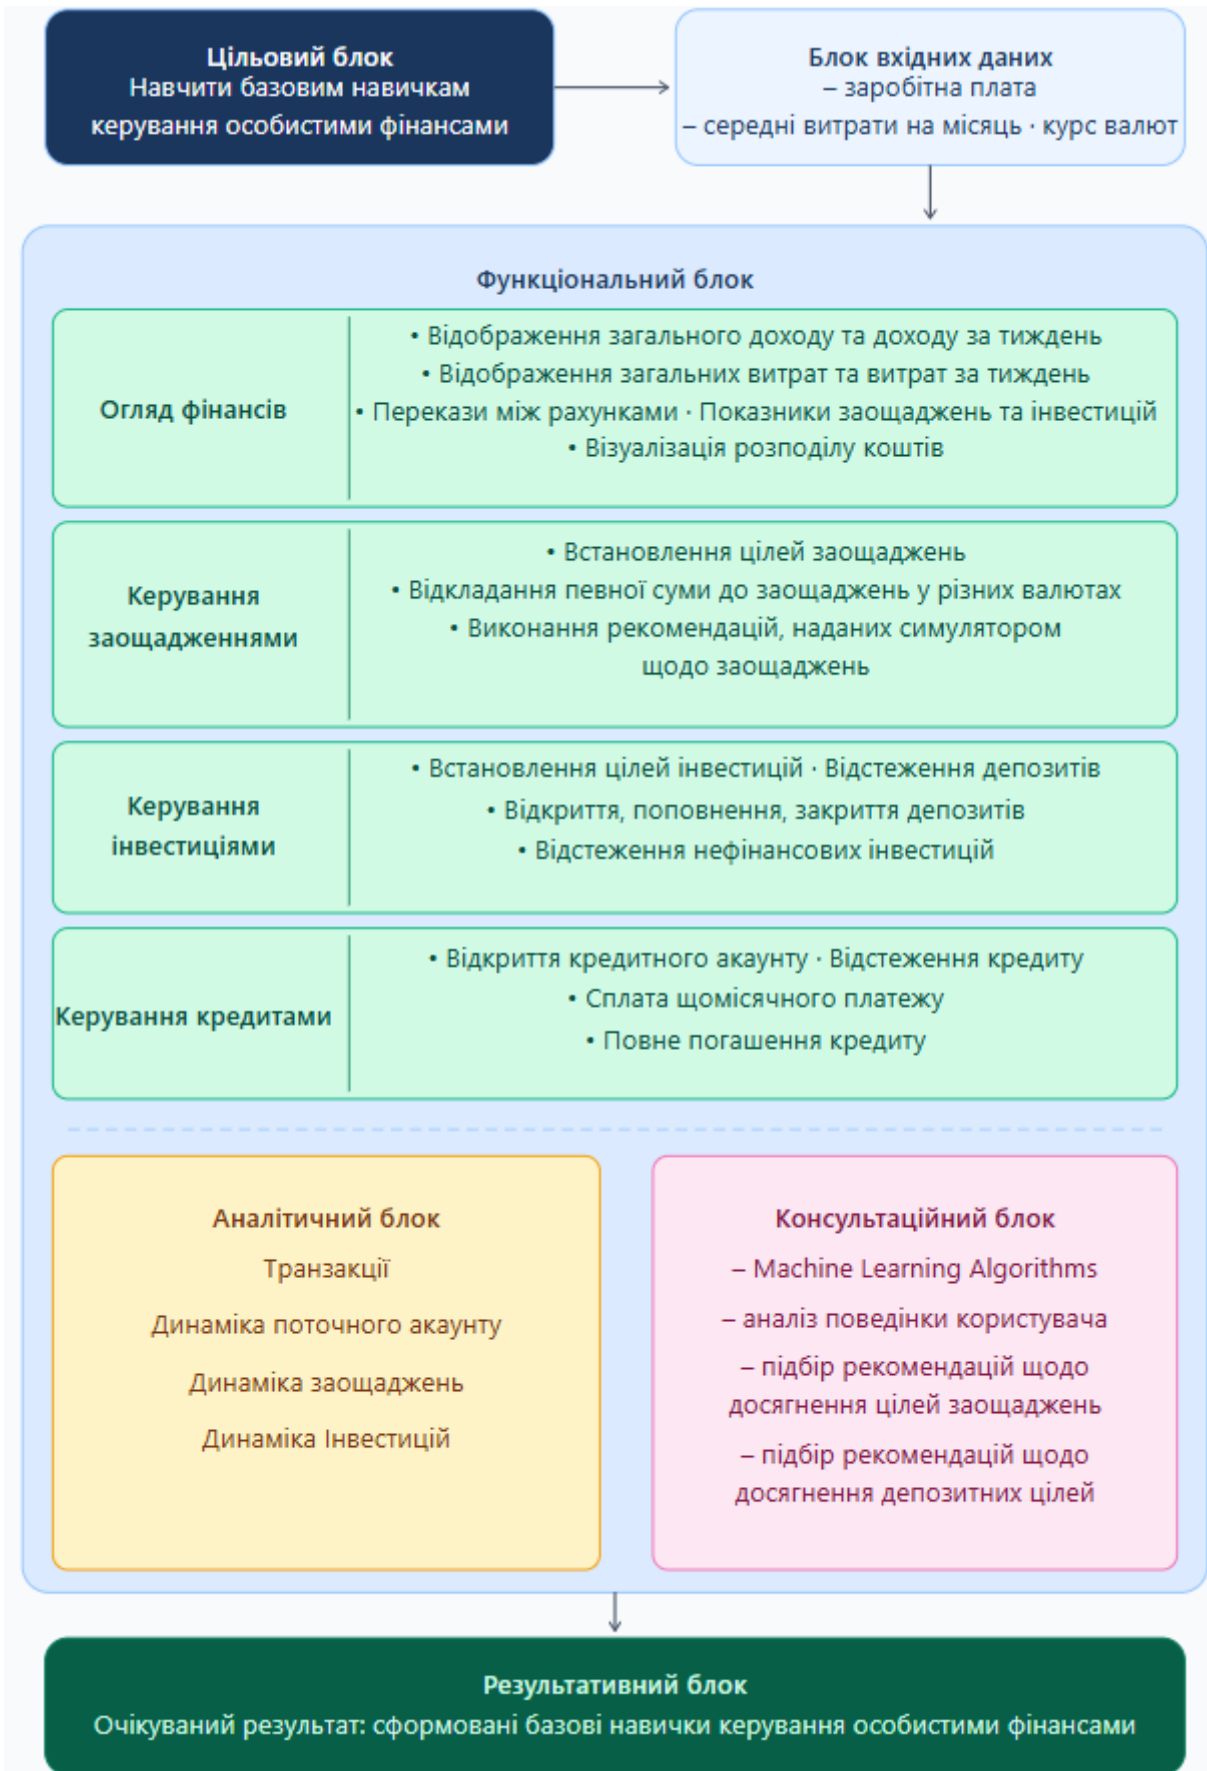 Цільовий блок
Навчити базовим навичкам
керування особистими фінансами
Блок вхідних даних
– заробітна плата
– середні витрати на місяць · курс валют
Функціональний блок
Огляд фінансів
• Відображення загального доходу та доходу за тиждень
• Відображення загальних витрат та витрат за тиждень
• Перекази між рахунками · Показники заощаджень та інвестицій
• Візуалізація розподілу коштів
Керування
заощадженнями
• Встановлення цілей заощаджень
• Відкладання певної суми до заощаджень у різних валютах
• Виконання рекомендацій, наданих симулятором
щодо заощаджень
Керування
інвестиціями
• Встановлення цілей інвестицій · Відстеження депозитів
• Відкриття, поповнення, закриття депозитів
• Відстеження нефінансових інвестицій
Керування кредитами
• Відкриття кредитного акаунту · Відстеження кредиту
• Сплата щомісячного платежу
• Повне погашення кредиту
Аналітичний блок
Транзакції
Динаміка поточного акаунту
Динаміка заощаджень
Динаміка Інвестицій
Консультаційний блок
– Machine Learning Algorithms
– аналіз поведінки користувача
– підбір рекомендацій щодо
досягнення цілей заощаджень
– підбір рекомендацій щодо
досягнення депозитних цілей
Результативний блок
Очікуваний результат: сформовані базові навички керування особистими фінансами